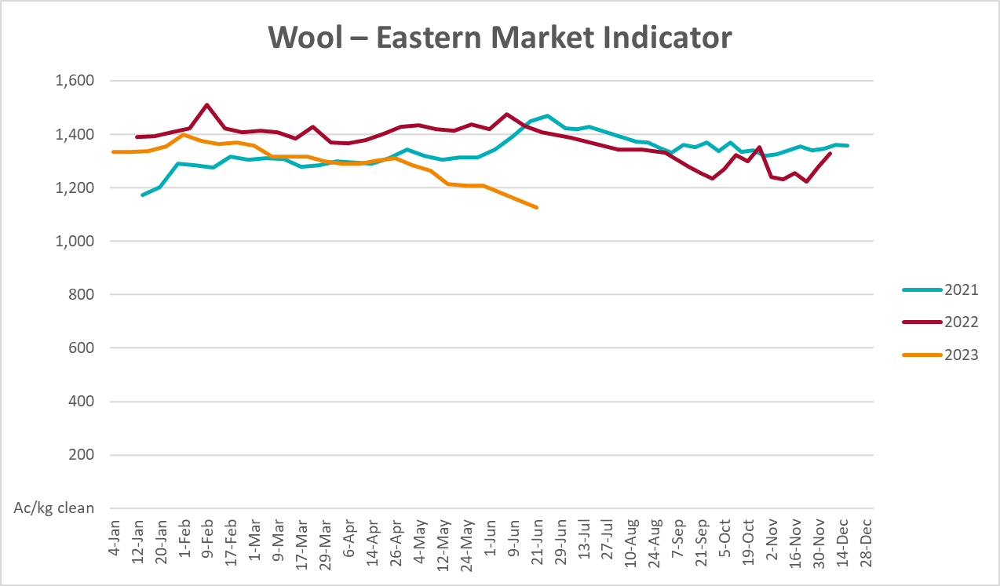 Wool – Eastern Market Indicator
1,600
1,400
1,200
1,000
800
600
400
200
Ac/kg clean
4-Jan
12-Jan
20-Jan
1-Feb
9-Feb
17-Feb
1-Mar
9-Mar
17-Mar
29-Mar
6-Apr
14-Apr
26-Apr
4-May
12-May
24-May
1-Jun
9-Jun
21-Jun
29-Jun
13-Jul
27-Jul
10-Aug
24-Aug
7-Sep
21-Sep
5-Oct
19-Oct
2-Nov
16-Nov
30-Nov
14-Dec
28-Dec
2021
2022
2023